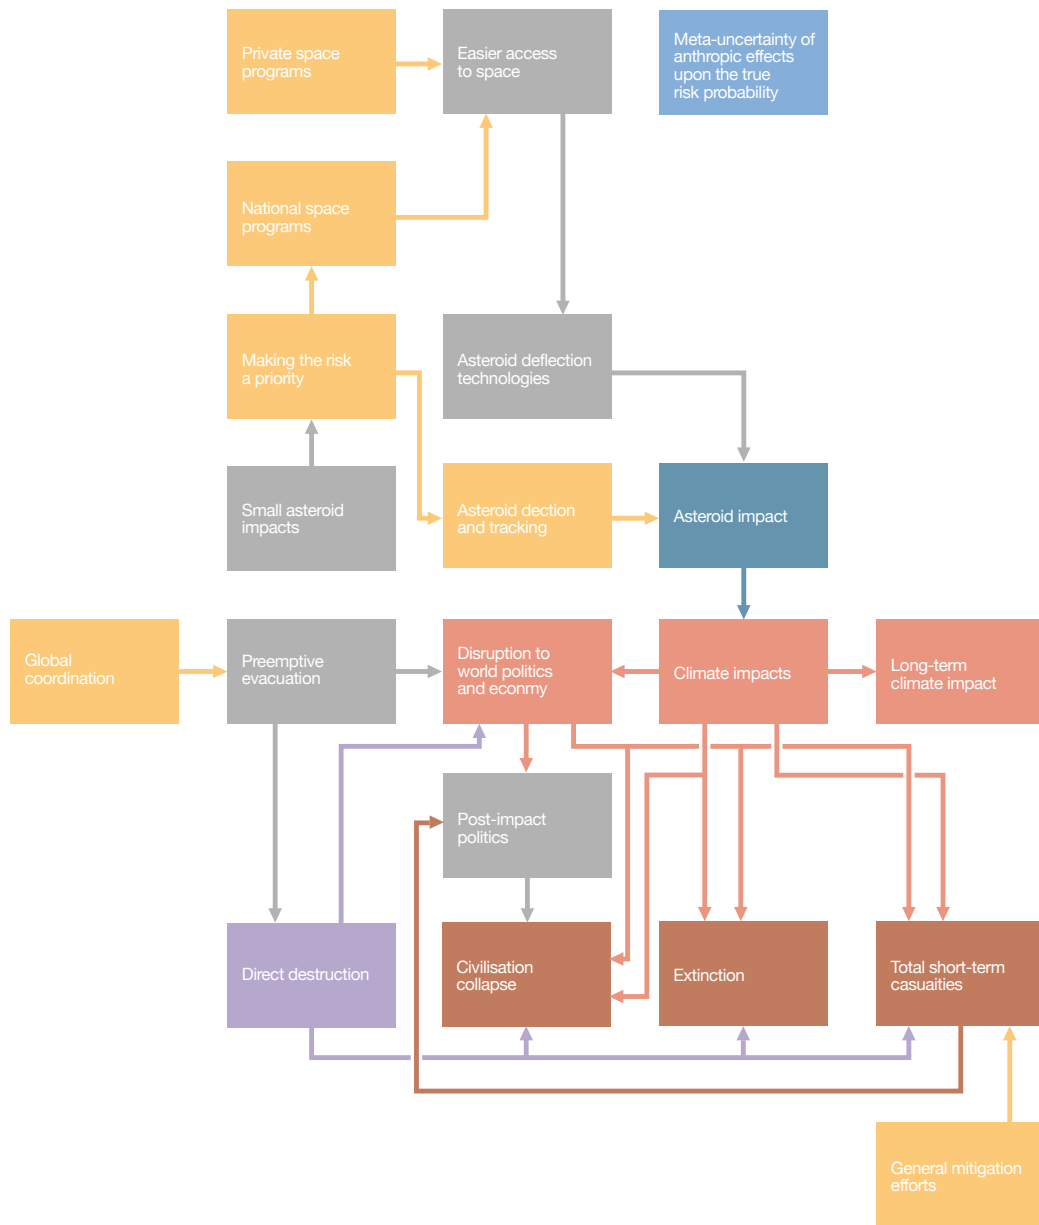 Private space
programs
Easier access
to space
Meta-uncertainty of
anthropic effects
upon the true
risk probability
National space
programs
Making the risk
a priority
Asteroid deflection
technologies
Small asteroid
impacts
Asteroid dection
and tracking
Asteroid impact
Global
coordination
Preemptive
evacuation
Disruption to
world politics
and econmy
Climate impacts
Long-term
climate impact
Post-impact
politics
Direct destruction
Civilisation
collapse
Extinction
Total short-term
casuaities
General mitigation
efforts